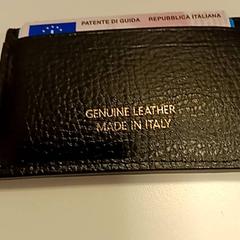 PATENTE DI GUIDA REPUBBLICA ITALIANA
GENUINE LEATHER
MADE IN ITALY